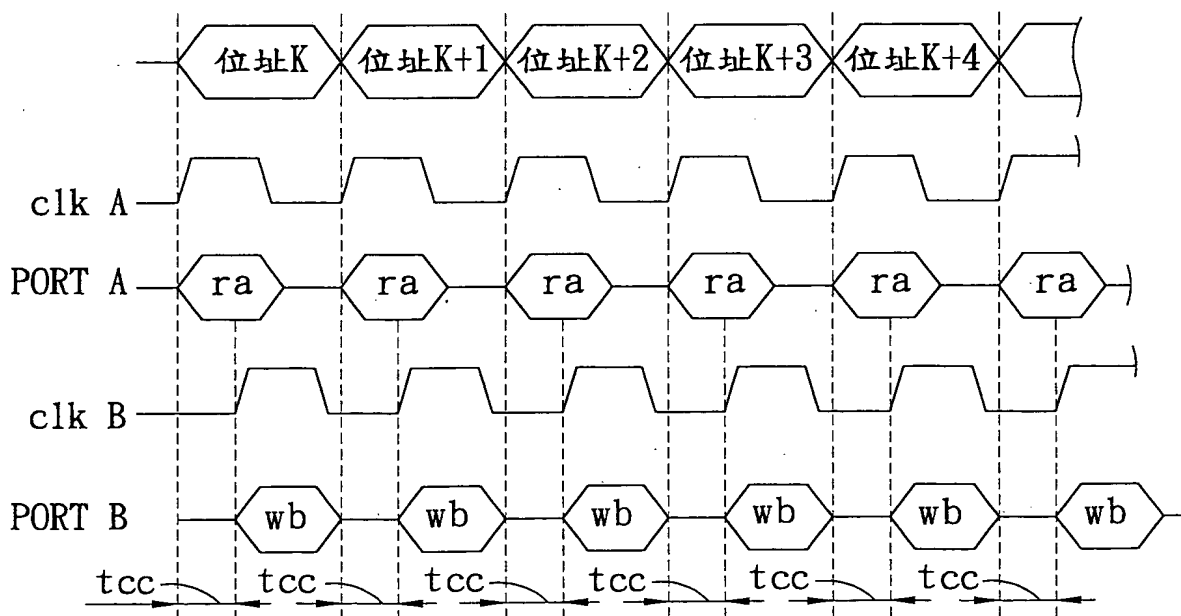 位址K 位址K+1 位址K+2 位址K+3 位址K+4
clk A
PORT A ra ra ra ra ra ra
clk B
PORT B wb wb wb wb wb wb
tcc tcc tcc tcc tcc tcc